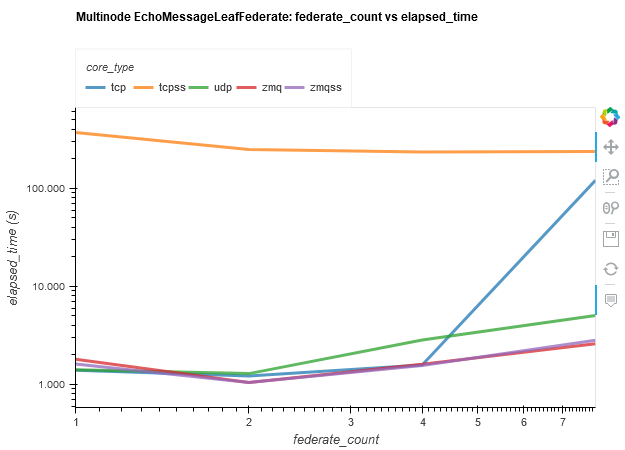 Multinode EchoMessageLeafFederate: federate_count vs elapsed_time
core_type
tcp tcpss udp zmq zmqss
100.000
10.000
1.000
elapsed_time (s)
1 2 3 4 5 6 7
federate_count